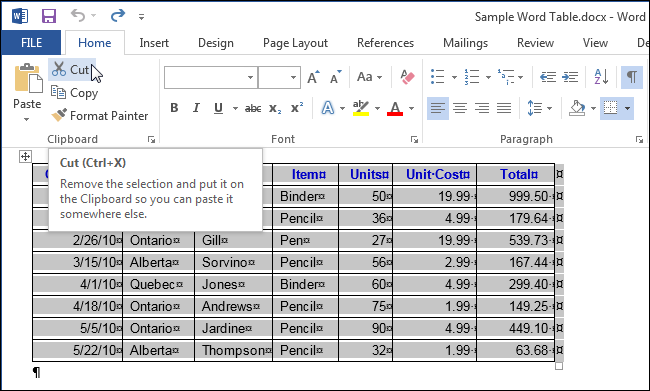 Sample Word Table.docx - Word
FILE Home Insert Design Page Layout References Mailings Review View
Paste Cut
Copy
Format Painter
Clipboard Font Paragraph
Cut (Ctrl+X)
Remove the selection and put it on
the Clipboard so you can paste it
somewhere else.
Item¤ Units¤ Unit·Cost¤ Total¤ ¤
Binder¤ 50¤ 19.99·¤ 999.50·¤
Pencil¤ 36¤ 4.99·¤ 179.64·¤
2/26/10¤ Ontario¤ Gill¤ Pen¤ 27¤ 19.99·¤ 539.73·¤
3/15/10¤ Alberta¤ Sorvino¤ Pencil¤ 56¤ 2.99·¤ 167.44·¤
4/1/10¤ Quebec¤ Jones¤ Binder¤ 60¤ 4.99·¤ 299.40·¤
4/18/10¤ Ontario¤ Andrews¤ Pencil¤ 75¤ 1.99·¤ 149.25·¤
5/5/10¤ Ontario¤ Jardine¤ Pencil¤ 90¤ 4.99·¤ 449.10·¤
5/22/10¤ Alberta¤ Thompson¤ Pencil¤ 32¤ 1.99·¤ 63.68·¤
¶